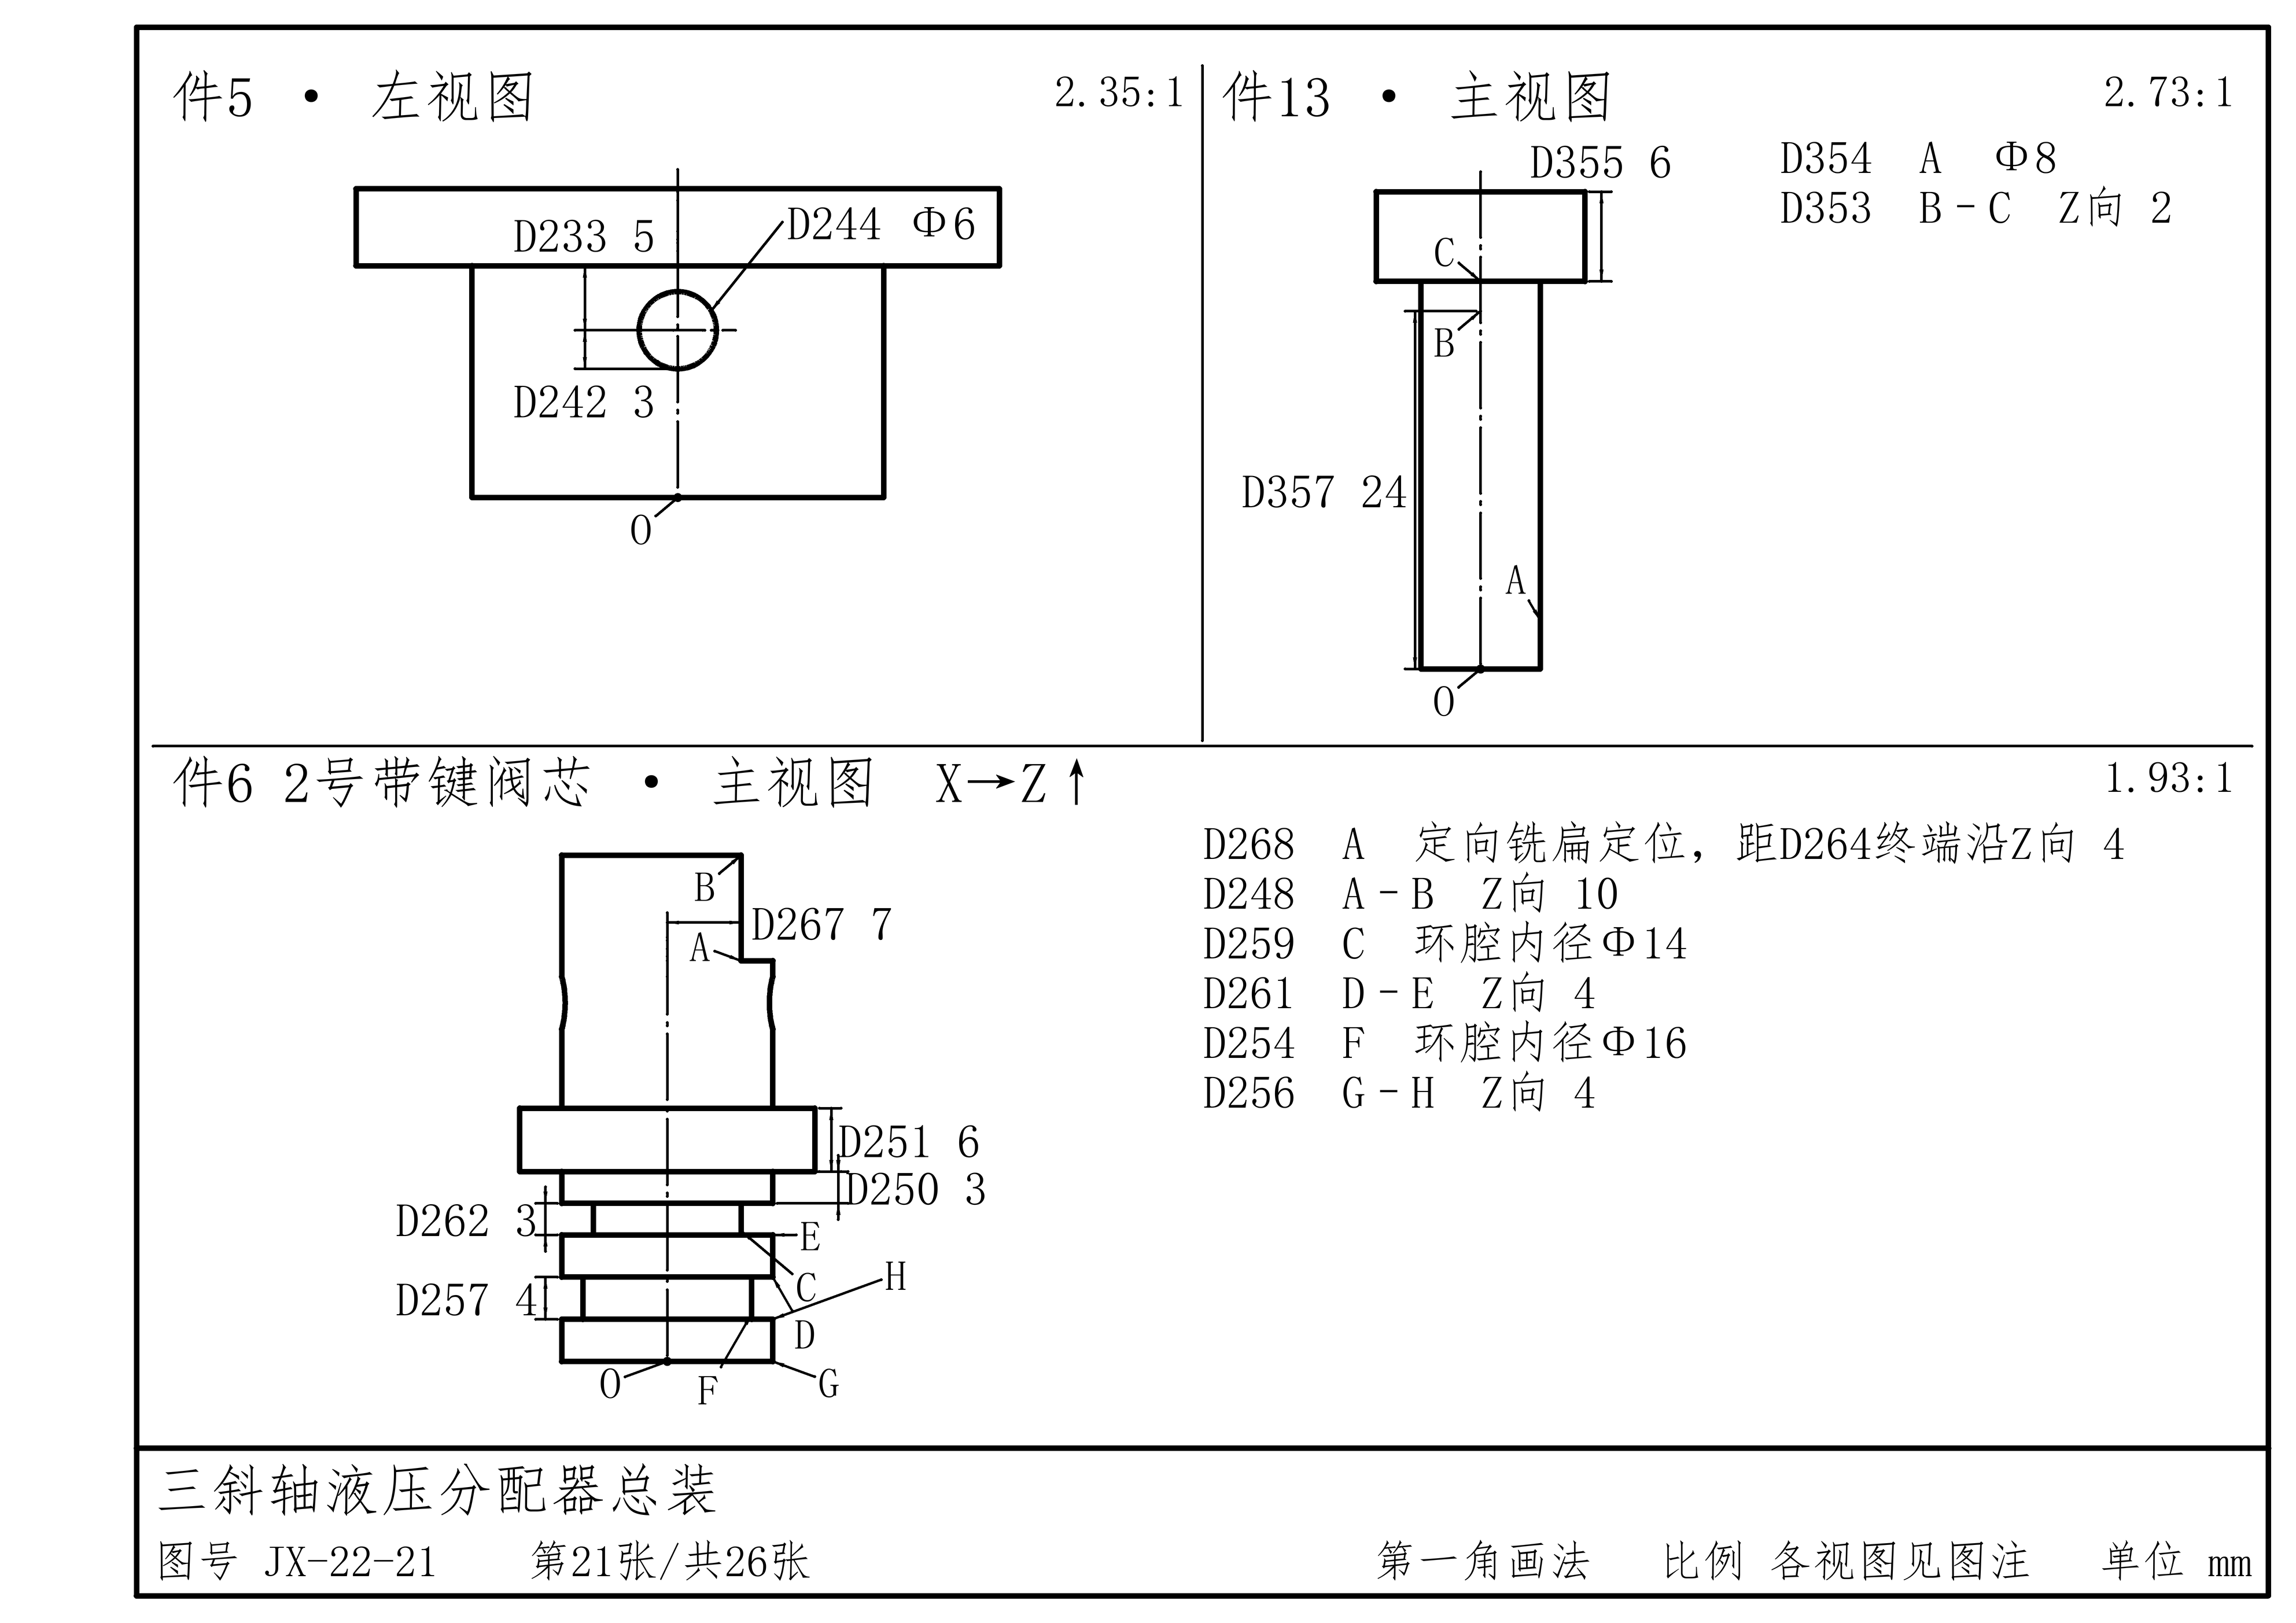 件5 • 左视图 2.35:1
D233 5
D244 Φ6
D242 3
O
件13 • 主视图 2.73:1
D355 6
D354 A Φ8
D353 B-C Z向 2
C
B
D357 24
A
O
件6 2号带键阀芯 • 主视图 X→Z↑ 1.93:1
D268 A 定向铣扁定位，距D264终端沿Z向 4
D248 A-B Z向 10
D259 C 环腔内径Φ14
D261 D-E Z向 4
D254 F 环腔内径Φ16
D256 G-H Z向 4
B
D267 7
A
D251 6
D250 3
D262 3
E
C
H
D257 4
D
O
F
G
三斜轴液压分配器总装
图号 JX-22-21 第21张/共26张 第一角画法 比例 各视图见图注 单位 mm